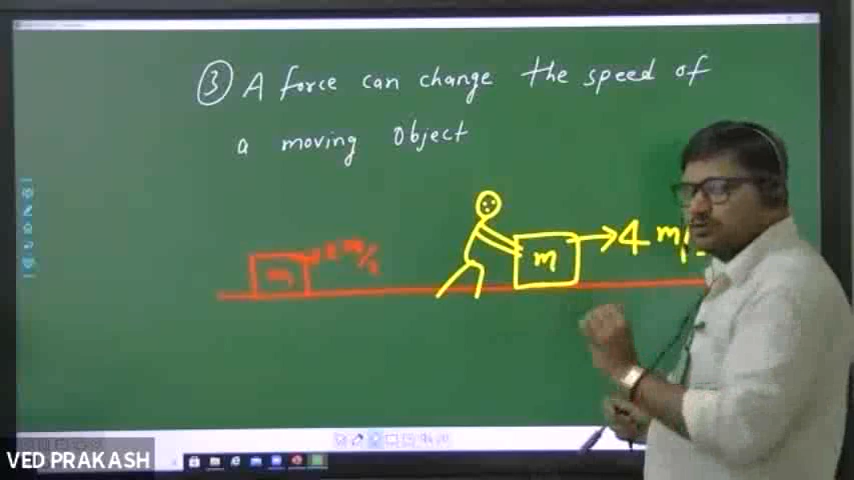 ③ A force can change the speed of
a moving object
m
m
4 m/
VED PRAKASH